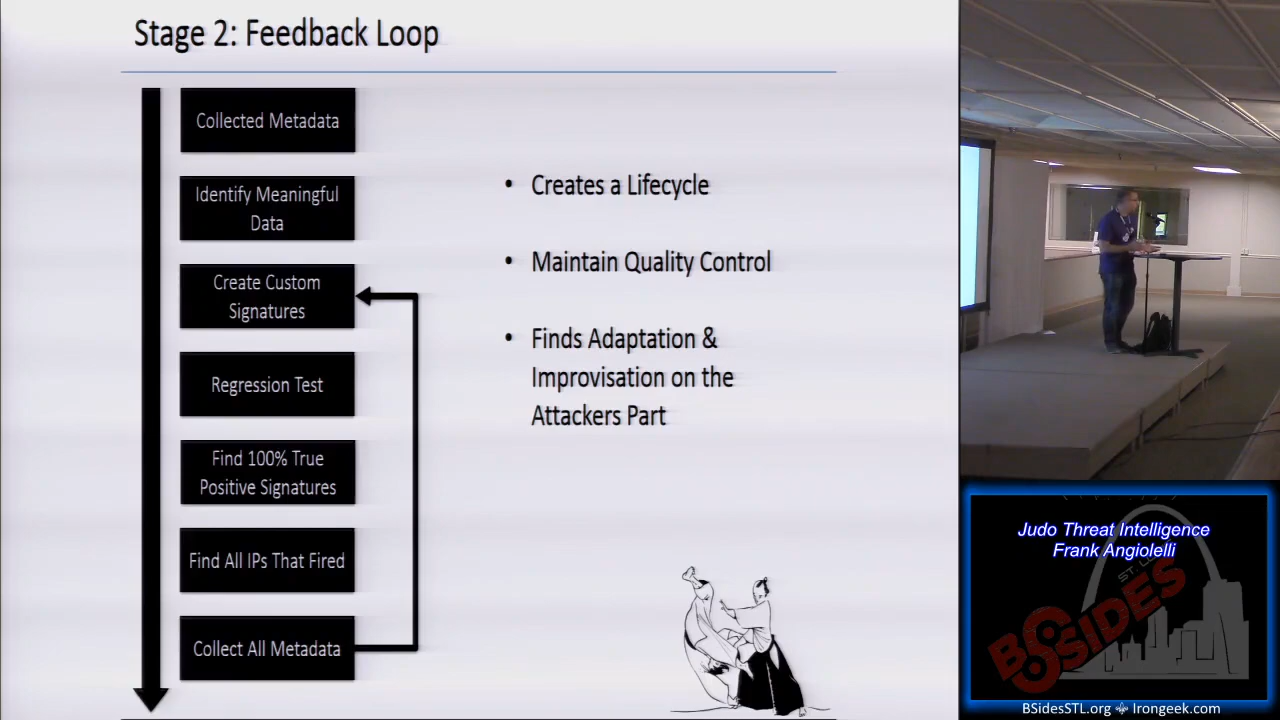 Stage 2: Feedback Loop
Collected Metadata
Identify Meaningful
Data
Create Custom
Signatures
Regression Test
Find 100% True
Positive Signatures
Find All IPs That Fired
Collect All Metadata
• Creates a Lifecycle
• Maintain Quality Control
• Finds Adaptation &
Improvisation on the
Attackers Part
Judo Threat Intelligence
Frank Angiolelli
ST. LOUIS
BSIDES
BSidesSTL.org Irongeek.com